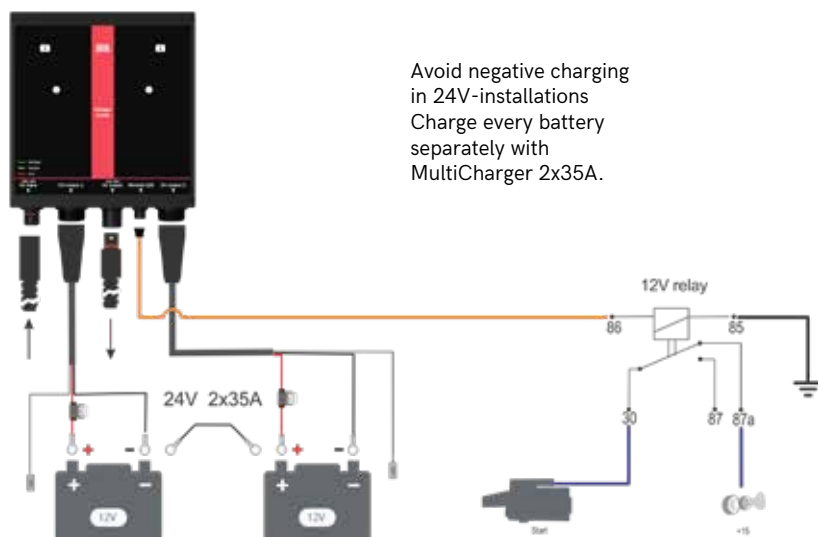 Avoid negative charging
in 24V-installations
Charge every battery
separately with
MultiCharger 2x35A.
12V relay
86
85
30
87
87a
24V 2x35A
+
−
+
−
+ −
+ −
12V
12V
Start
+15